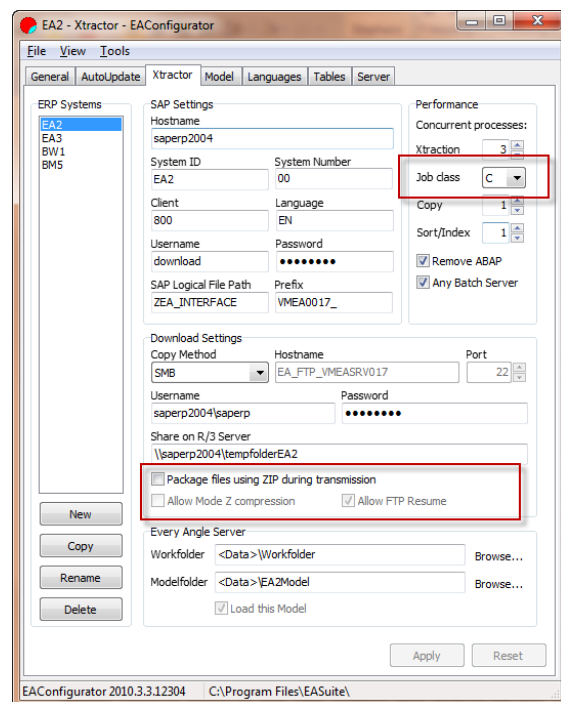 EA2 - Xtractor - EAConfigurator
File View Tools
General AutoUpdate Xtractor Model Languages Tables Server
ERP Systems
EA2
EA3
BW1
BM5
New
Copy
Rename
Delete
SAP Settings
Hostname
saperp2004
System ID System Number
EA2 00
Client Language
800 EN
Username Password
download ●●●●●●●●
SAP Logical File Path Prefix
ZEA_INTERFACE VMEA0017_
Performance
Concurrent processes:
Xtraction 3
Job class C
Copy 1
Sort/Index 1
Remove ABAP
Any Batch Server
Download Settings
Copy Method Hostname Port
SMB EA_FTP_VMEASRV017 22
Username Password
saperp2004\saperp ●●●●●●●●
Share on R/3 Server
\\saperp2004\tempfolderEA2
Package files using ZIP during transmission
Allow Mode Z compression Allow FTP Resume
Every Angle Server
Workfolder <Data>\Workfolder Browse...
Modelfolder <Data>\EA2Model Browse...
Load this Model
Apply Reset
EAConfigurator 2010.3.3.12304 C:\Program Files\EASuite\